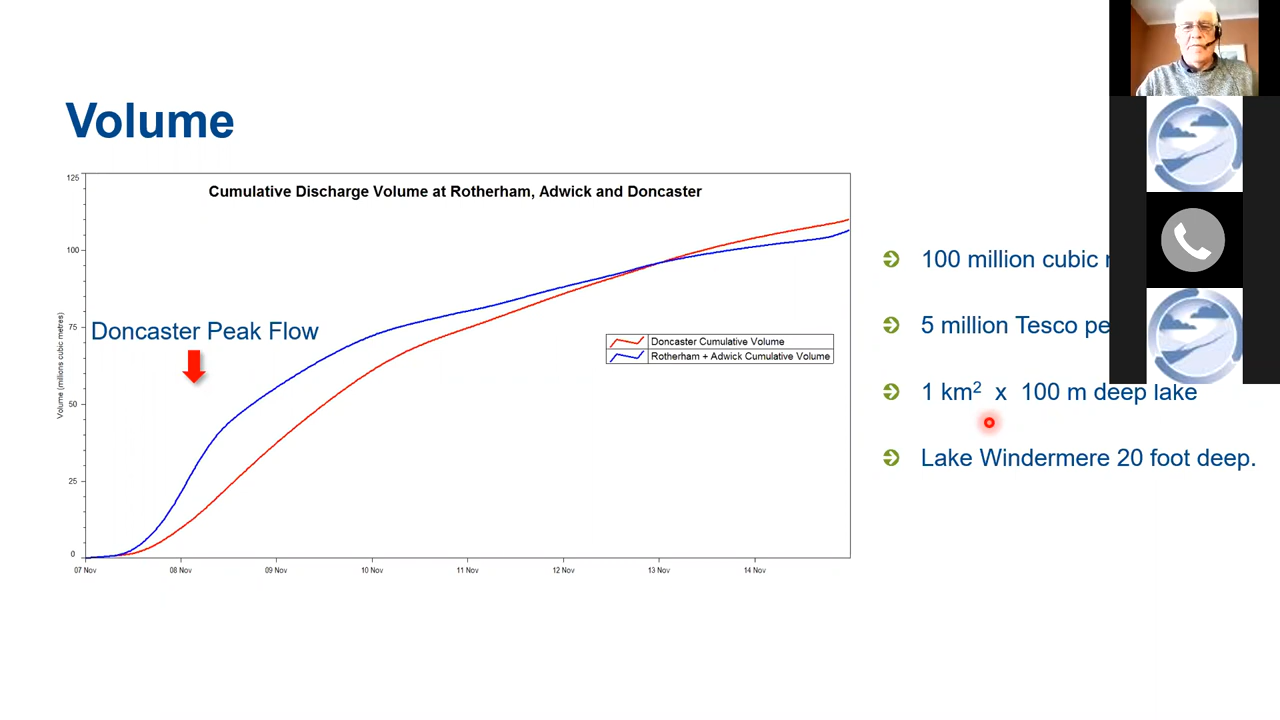 Volume
Cumulative Discharge Volume at Rotherham, Adwick and Doncaster
125
100
75
50
25
0
Volume (millions cubic metres)
Doncaster Peak Flow
Doncaster Cumulative Volume
Rotherham + Adwick Cumulative Volume
07 Nov 08 Nov 09 Nov 10 Nov 11 Nov 12 Nov 13 Nov 14 Nov
100 million cubic
5 million Tesco
1 km² x 100 m deep lake
Lake Windermere 20 foot deep.